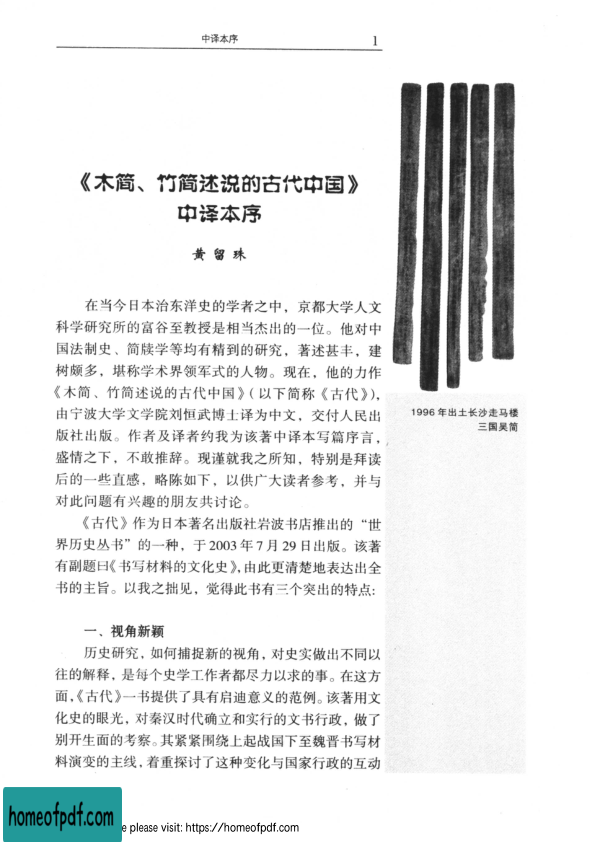 中译本序
1
《木简、竹简述说的古代中国》
中译本序
黄留珠
在当今日本治东洋史的学者之中，京都大学人文
科学研究所的富谷至教授是相当杰出的一位。他对中
国法制史、简牍学等均有精到的研究，著述甚丰，建
树颇多，堪称学术界领军式的人物。现在，他的力作
《木简、竹简述说的古代中国》（以下简称《古代》），
由宁波大学文学院刘恒武博士译为中文，交付人民出
版社出版。作者及译者约我为该著中译本写篇序言，
盛情之下，不敢推辞。现谨就我之所知，特别是拜读
后的一些直感，略陈如下，以供广大读者参考，并与
对此问题有兴趣的朋友共讨论。
《古代》作为日本著名出版社岩波书店推出的“世
界历史丛书”的一种，于2003年7月29日出版。该著
有副题曰《书写材料的文化史》，由此更清楚地表达出全
书的主旨。以我之拙见，觉得此书有三个突出的特点：
一、视角新颖
历史研究，如何捕捉新的视角，对史实做出不同以
往的解释，是每个史学工作者都尽力以求的事。在这方
面，《古代》一书提供了具有启迪意义的范例。该著用文
化史的眼光，对秦汉时代确立和实行的文书行政，做了
别开生面的考察。其紧紧围绕上起战国下至魏晋书写材
料演变的主线，着重探讨了这种变化与国家行政的互动
1996年出土长沙走马楼
三国吴简
homeofpdf.com
e please visit: https://homeofpdf.com